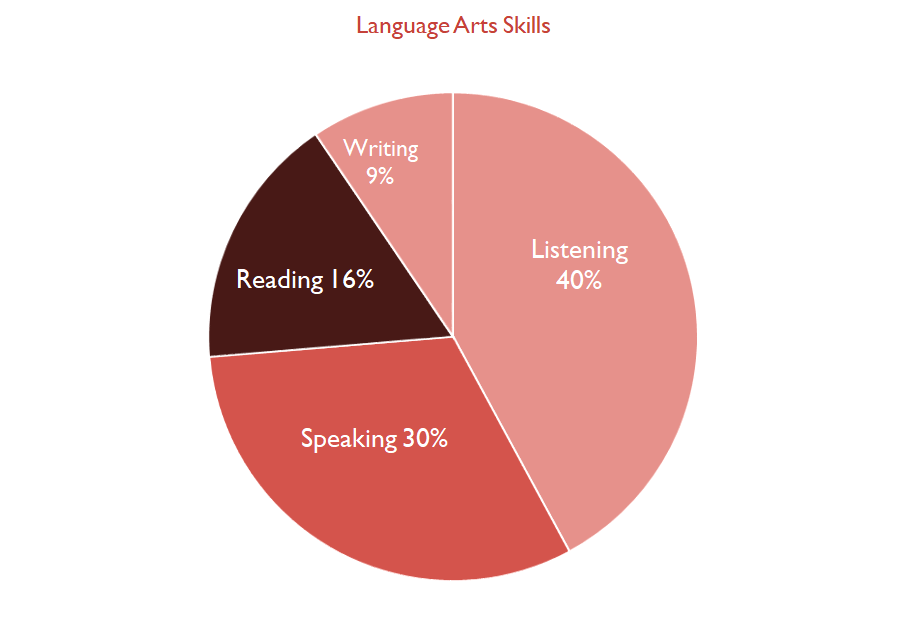 Language Arts Skills
Writing
9%
Listening
40%
Reading 16%
Speaking 30%